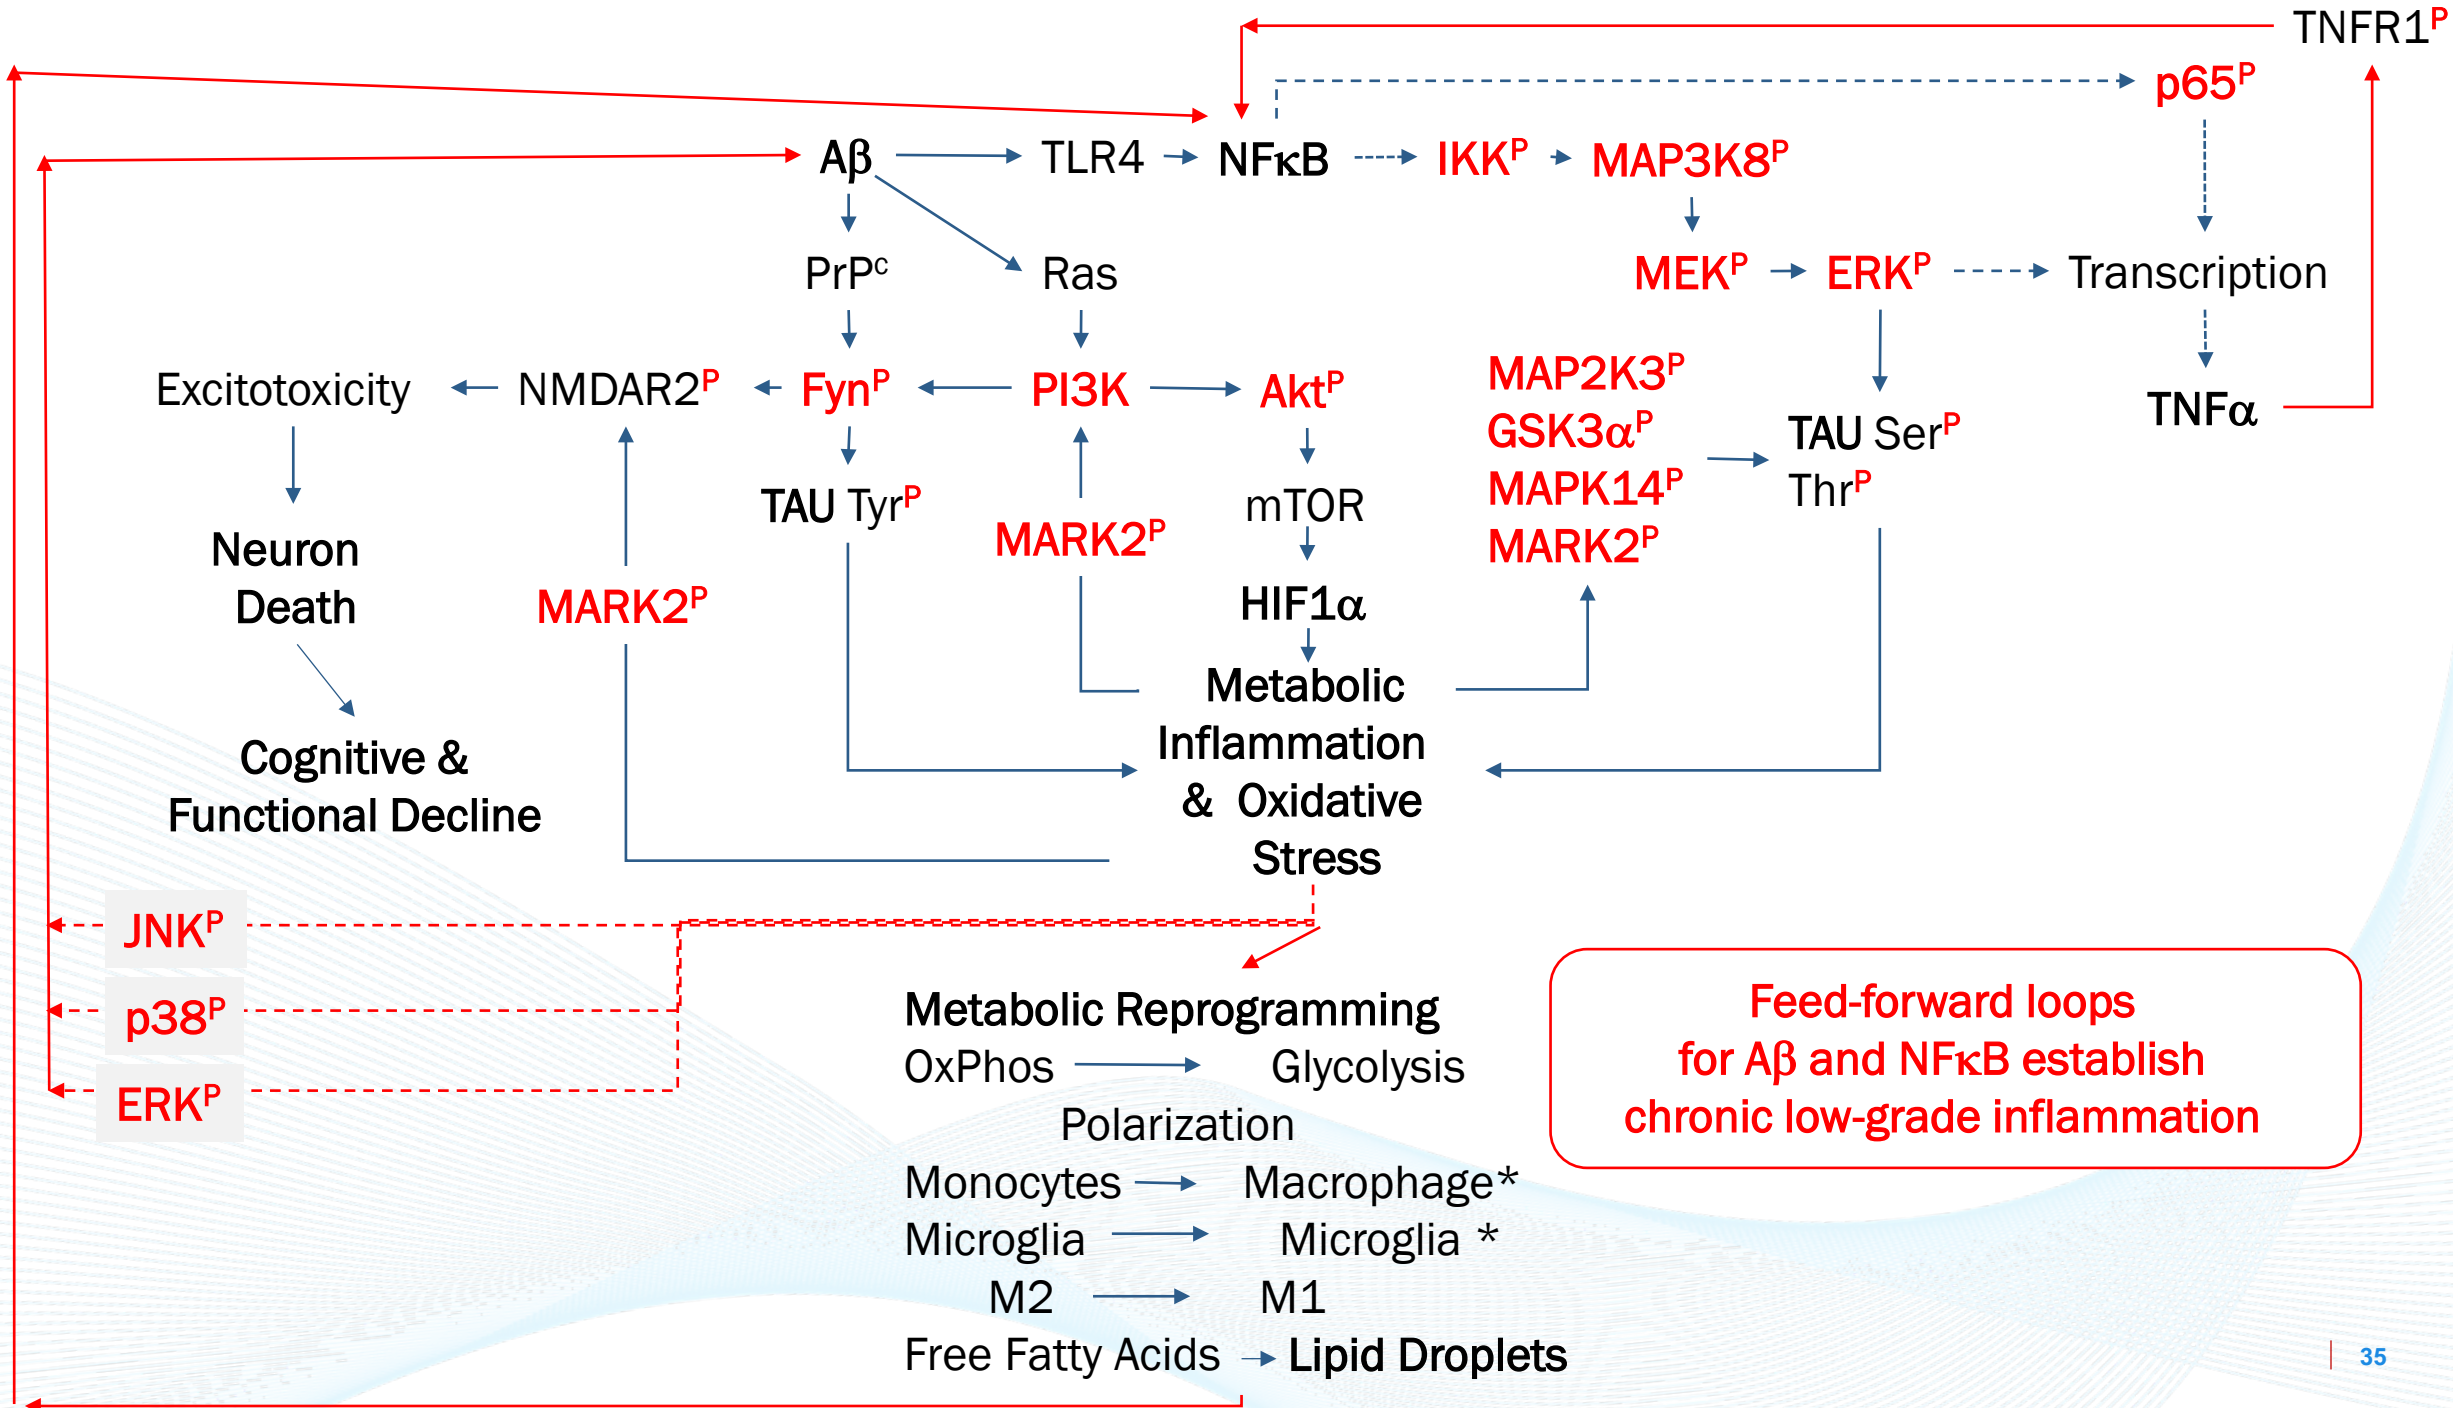 TNFR1P
p65P
Aβ TLR4 NFκB IKKP MAP3K8P
PrPc Ras MEKP ERKP Transcription
Excitotoxicity NMDAR2P FynP PI3K AktP
MAP2K3P
GSK3αP
MAPK14P
MARK2P
TAU SerP
ThrP
TNFα
TAU TyrP
MARK2P
mTOR
Neuron
Death
MARK2P
HIF1α
Metabolic
Inflammation
& Oxidative
Stress
Cognitive &
Functional Decline
JNKP
p38P
ERKP
Metabolic Reprogramming
OxPhos Glycolysis
Polarization
Monocytes Macrophage*
Microglia Microglia *
M2 M1
Free Fatty Acids Lipid Droplets
Feed-forward loops
for Aβ and NFκB establish
chronic low-grade inflammation
35